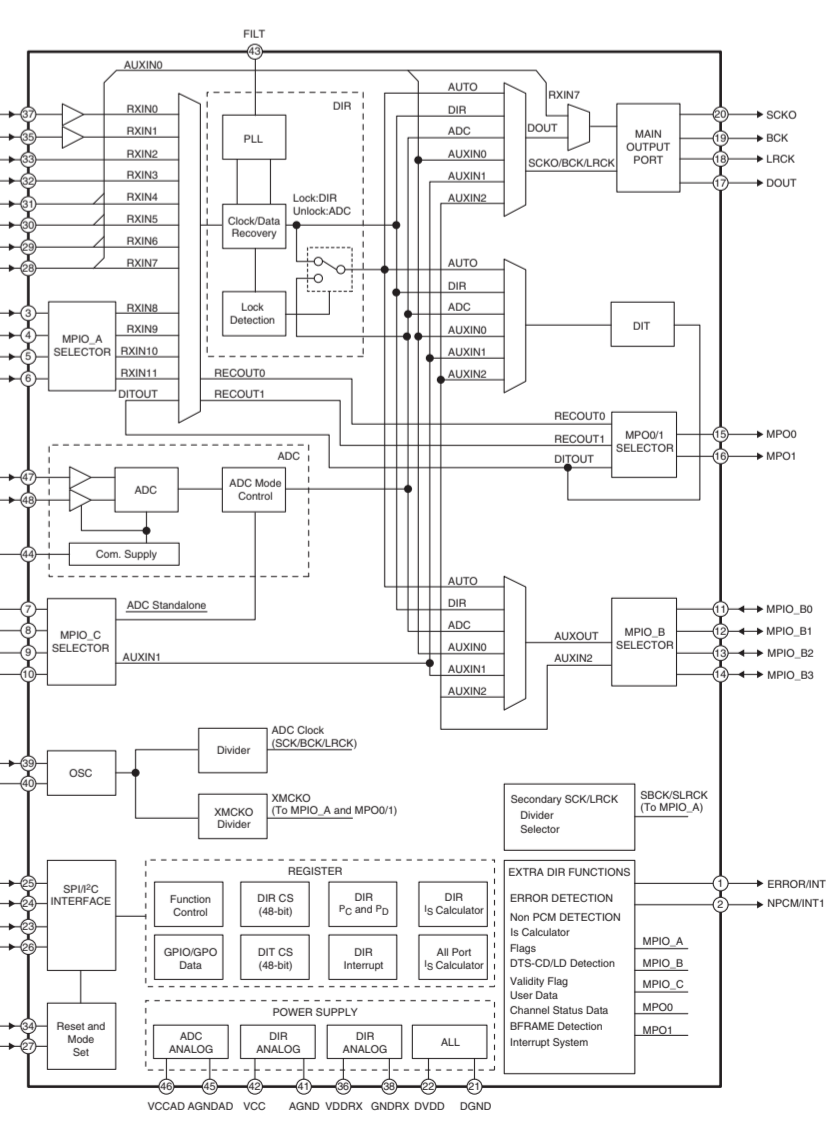 FILT
43
AUXIN0
37 RXIN0
35 RXIN1
33 RXIN2
32 RXIN3
31 RXIN4
30 RXIN5
29 RXIN6
28 RXIN7
3 RXIN8
4 RXIN9
5 RXIN10
6 RXIN11
MPIO_A
SELECTOR
DITOUT
DIR
PLL
Clock/Data
Recovery
Lock
Detection
Lock:DIR
Unlock:ADC
RECOUT0
RECOUT1
AUTO
DIR
ADC
AUXIN0
AUXIN1
AUXIN2
RXIN7
DOUT
SCKO/BCK/LRCK
MAIN
OUTPUT
PORT
20 SCKO
19 BCK
18 LRCK
17 DOUT
AUTO
DIR
ADC
AUXIN0
AUXIN1
AUXIN2
DIT
RECOUT0
RECOUT1
DITOUT
MPO0/1
SELECTOR
15 MPO0
16 MPO1
ADC
47
48
ADC
ADC Mode
Control
44
Com. Supply
7
8
9
10
MPIO_C
SELECTOR
ADC Standalone
AUXIN1
AUTO
DIR
ADC
AUXIN0
AUXIN1
AUXIN2
AUXOUT
AUXIN2
MPIO_B
SELECTOR
11 MPIO_B0
12 MPIO_B1
13 MPIO_B2
14 MPIO_B3
39
40
OSC
Divider
ADC Clock
(SCK/BCK/LRCK)
XMCKO
Divider
XMCKO
(To MPIO_A and MPO0/1)
Secondary SCK/LRCK
Divider
Selector
SBCK/SLRCK
(To MPIO_A)
25
24
23
26
SPI/I2C
INTERFACE
34
27
Reset and
Mode
Set
REGISTER
Function
Control
DIR CS
(48-bit)
DIR
PC and PD
DIR
IS Calculator
GPIO/GPO
Data
DIT CS
(48-bit)
DIR
Interrupt
All Port
IS Calculator
POWER SUPPLY
ADC
ANALOG
DIR
ANALOG
DIR
ANALOG
ALL
EXTRA DIR FUNCTIONS
ERROR DETECTION
Non PCM DETECTION
Is Calculator
Flags
DTS-CD/LD Detection
Validity Flag
User Data
Channel Status Data
BFRAME Detection
Interrupt System
MPIO_A
MPIO_B
MPIO_C
MPO0
MPO1
1 ERROR/INT
2 NPCM/INT1
46 45 42 41 36 38 22 21
VCCAD AGNDAD VCC AGND VDDRX GNDRX DVDD DGND